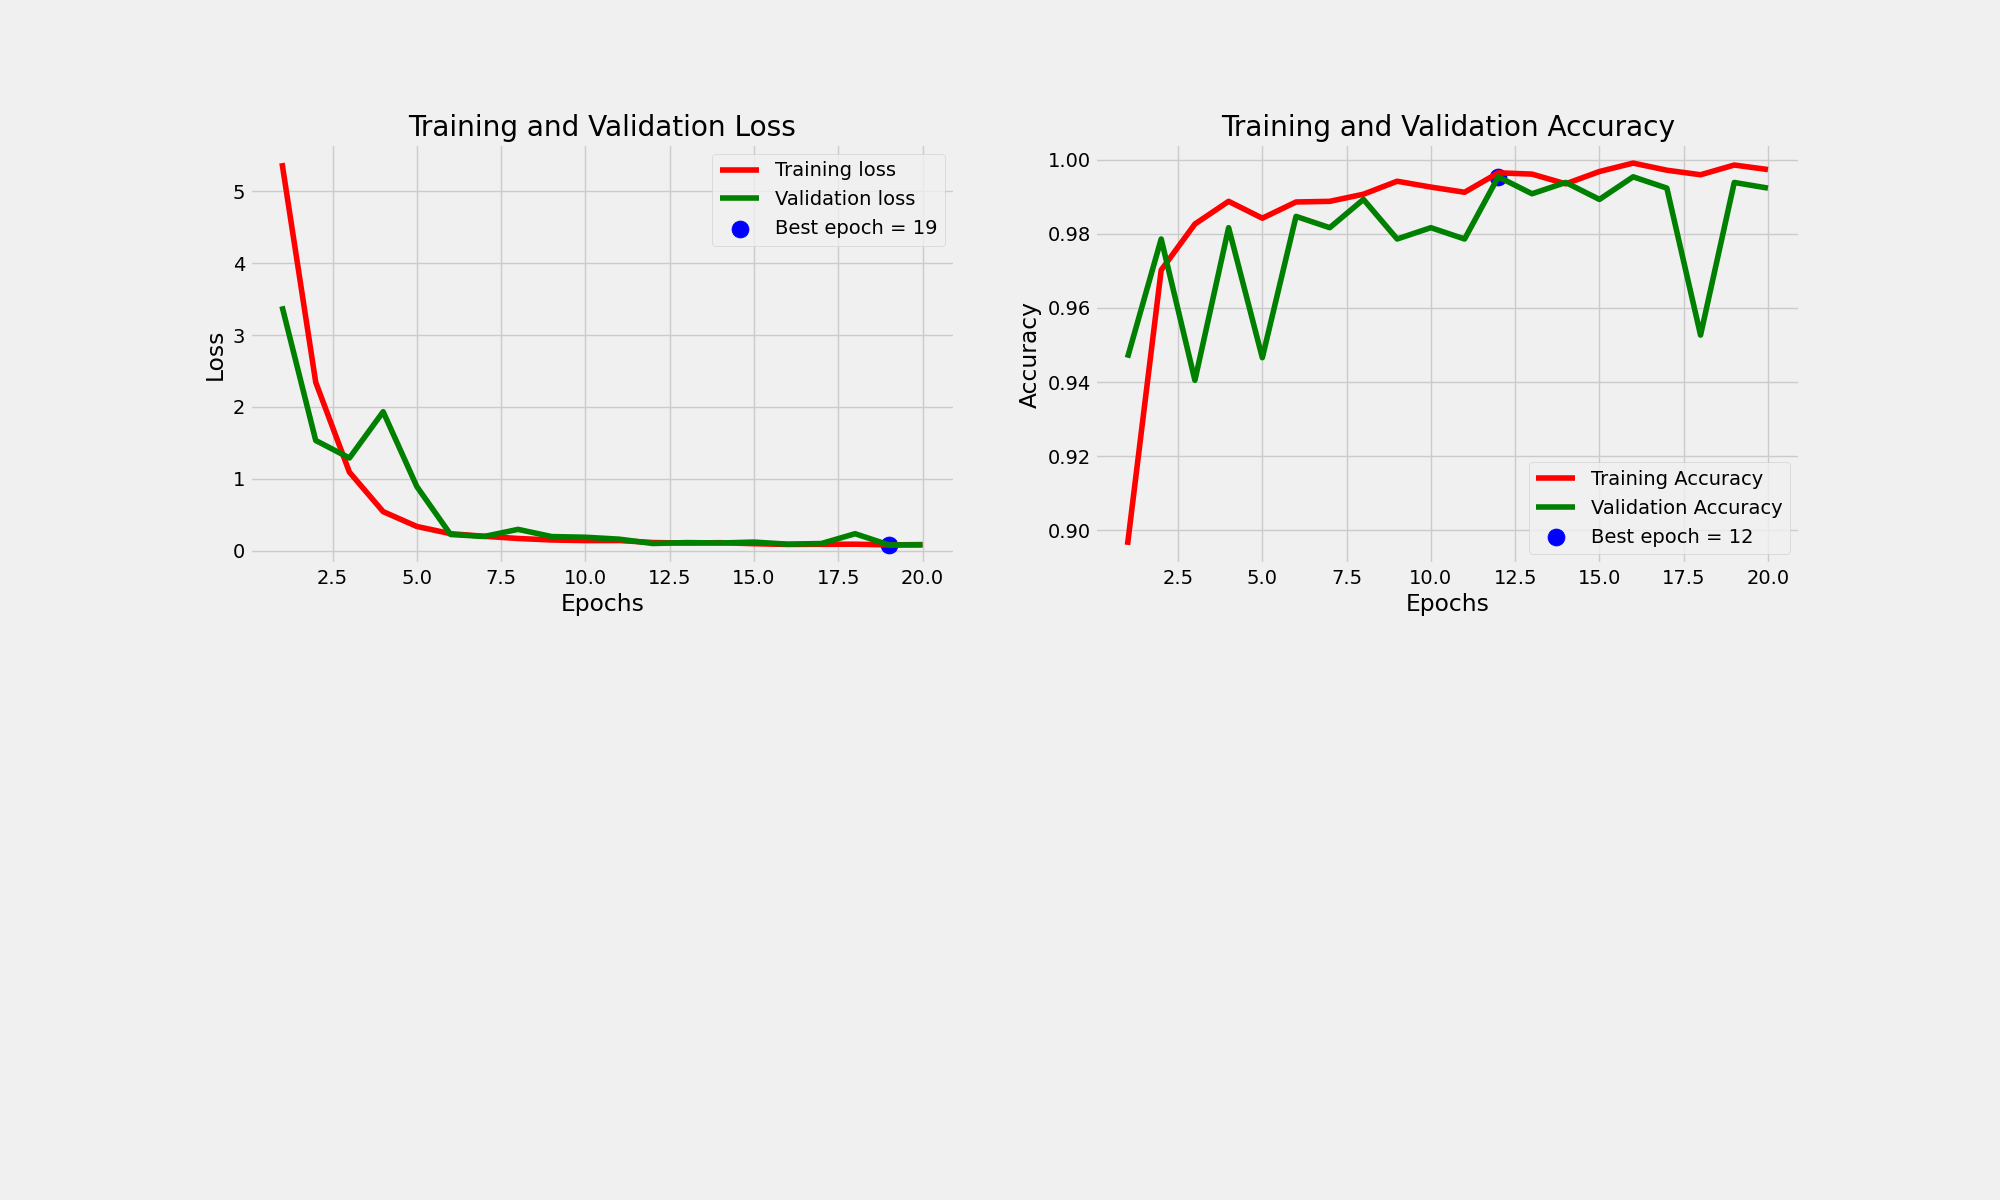 Training and Validation Loss
Training loss
Validation loss
Best epoch = 19
5
4
3
2
1
0
Loss
2.5 5.0 7.5 10.0 12.5 15.0 17.5 20.0
Epochs
Training and Validation Accuracy
1.00
0.98
0.96
0.94
0.92
0.90
Accuracy
Training Accuracy
Validation Accuracy
Best epoch = 12
2.5 5.0 7.5 10.0 12.5 15.0 17.5 20.0
Epochs